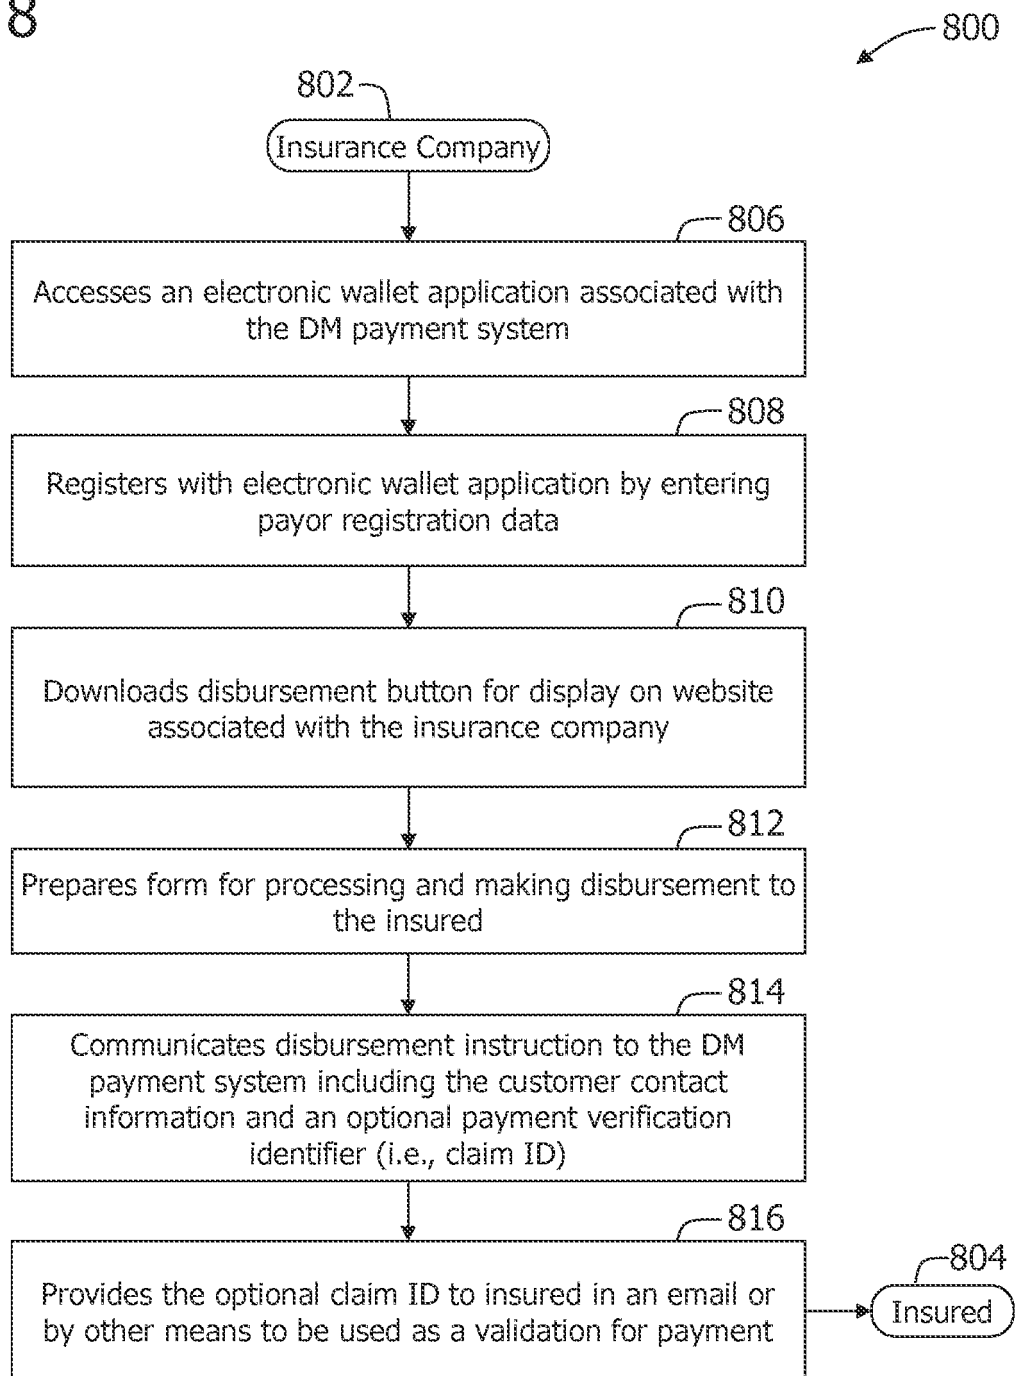 8
800
802
Insurance Company
806
Accesses an electronic wallet application associated with
the DM payment system
808
Registers with electronic wallet application by entering
payor registration data
810
Downloads disbursement button for display on website
associated with the insurance company
812
Prepares form for processing and making disbursement to
the insured
814
Communicates disbursement instruction to the DM
payment system including the customer contact
information and an optional payment verification
identifier (i.e., claim ID)
816
Provides the optional claim ID to insured in an email or
by other means to be used as a validation for payment
804
Insured